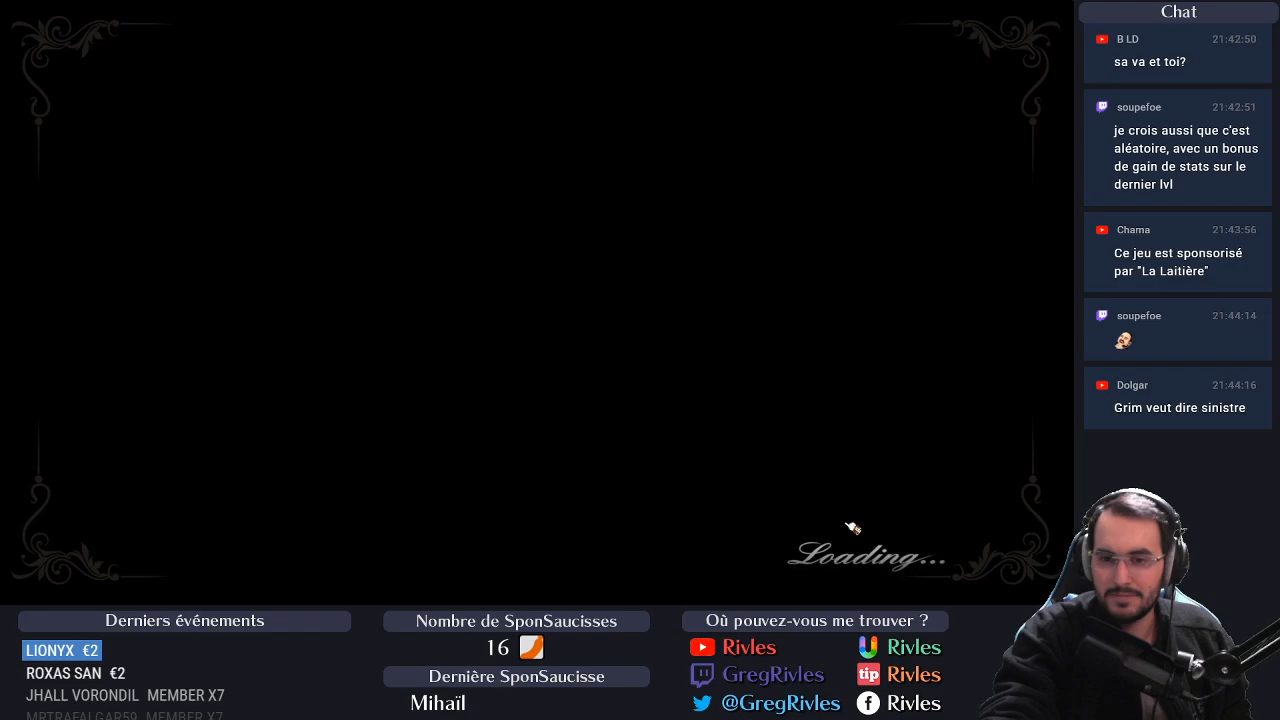 Chat
B LD 21:42:50
sa va et toi?
soupefoe 21:42:51
je crois aussi que c'est
aléatoire, avec un bonus
de gain de stats sur le
dernier lvl
Chama 21:43:56
Ce jeu est sponsorisé
par "La Laitière"
soupefoe 21:44:14
Dolgar 21:44:16
Grim veut dire sinistre
Loading...
Derniers événements
LIONYX €2
ROXAS SAN €2
JHALL VORONDIL MEMBER X7
MRTRAFALGAR59 MEMBER X7
Nombre de SponSaucisses
16
Dernière SponSaucisse
Mihaïl
Où pouvez-vous me trouver ?
Rivles
Rivles
GregRivles
tip Rivles
@GregRivles
Rivles